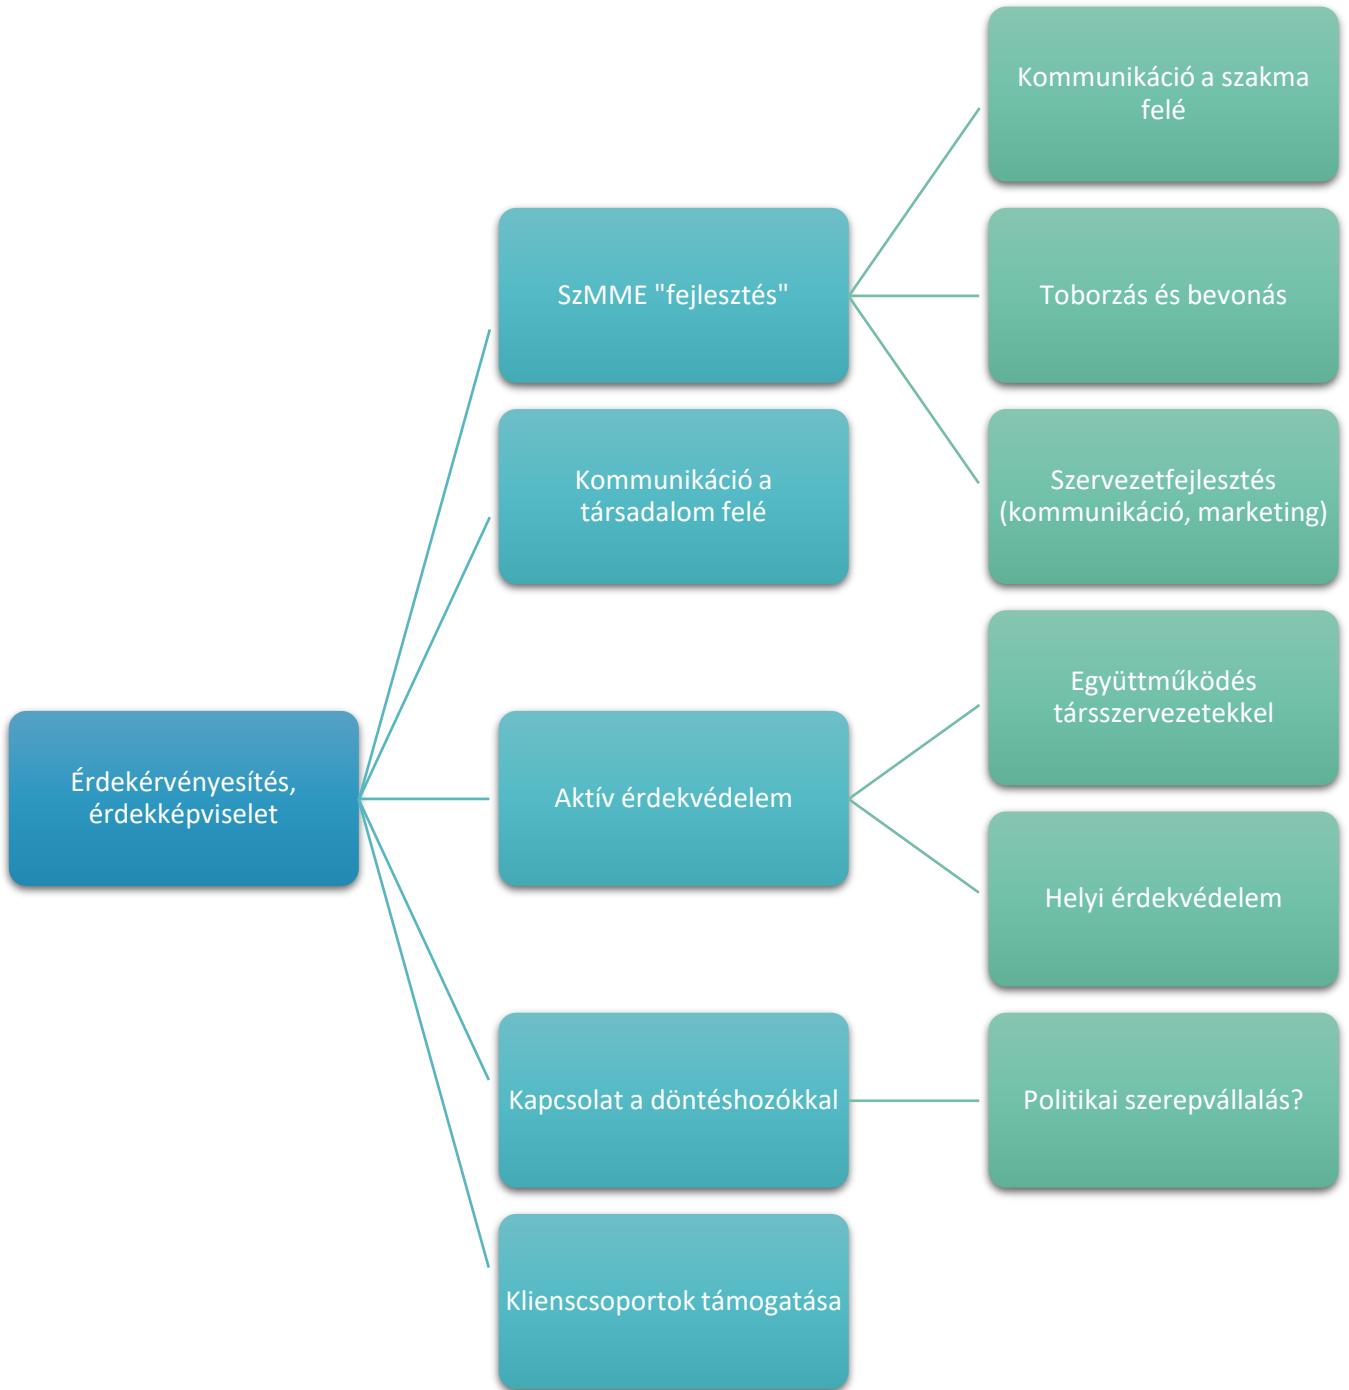 Érdekérvényesítés,
érdekképviselet
SzMME "fejlesztés"
Kommunikáció a szakma
felé
Toborzás és bevonás
Szervezetfejlesztés
(kommunikáció, marketing)
Kommunikáció a
társadalom felé
Aktív érdekvédelem
Együttműködés
társszervezetekkel
Helyi érdekvédelem
Kapcsolat a döntéshozókkal
Politikai szerepvállalás?
Klienscsoportok támogatása